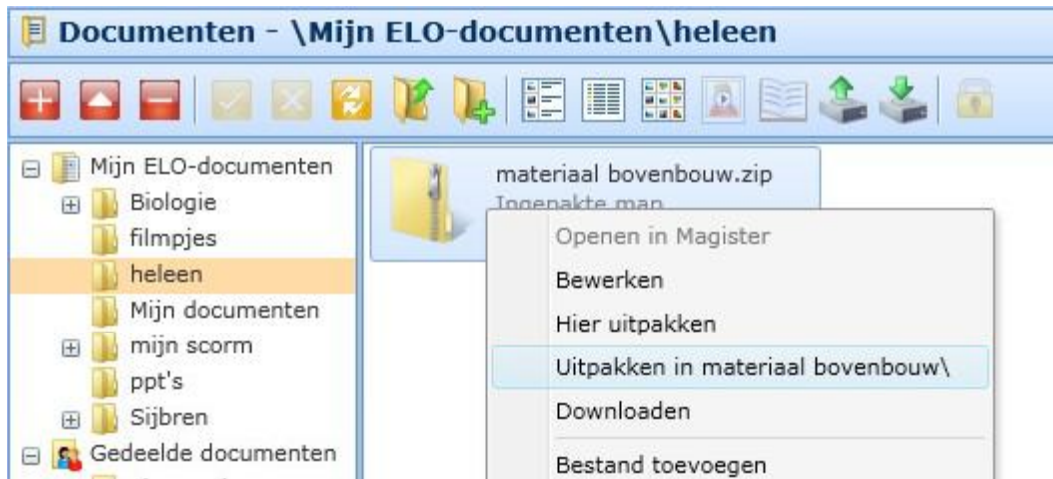 Documenten - \Mijn ELO-documenten\heleen
Mijn ELO-documenten
Biologie
filmpjes
heleen
Mijn documenten
mijn scorm
ppt's
Sijbren
Gedeelde documenten
materiaal bovenbouw.zip
Ingepakte map
Openen in Magister
Bewerken
Hier uitpakken
Uitpakken in materiaal bovenbouw\
Downloaden
Bestand toevoegen